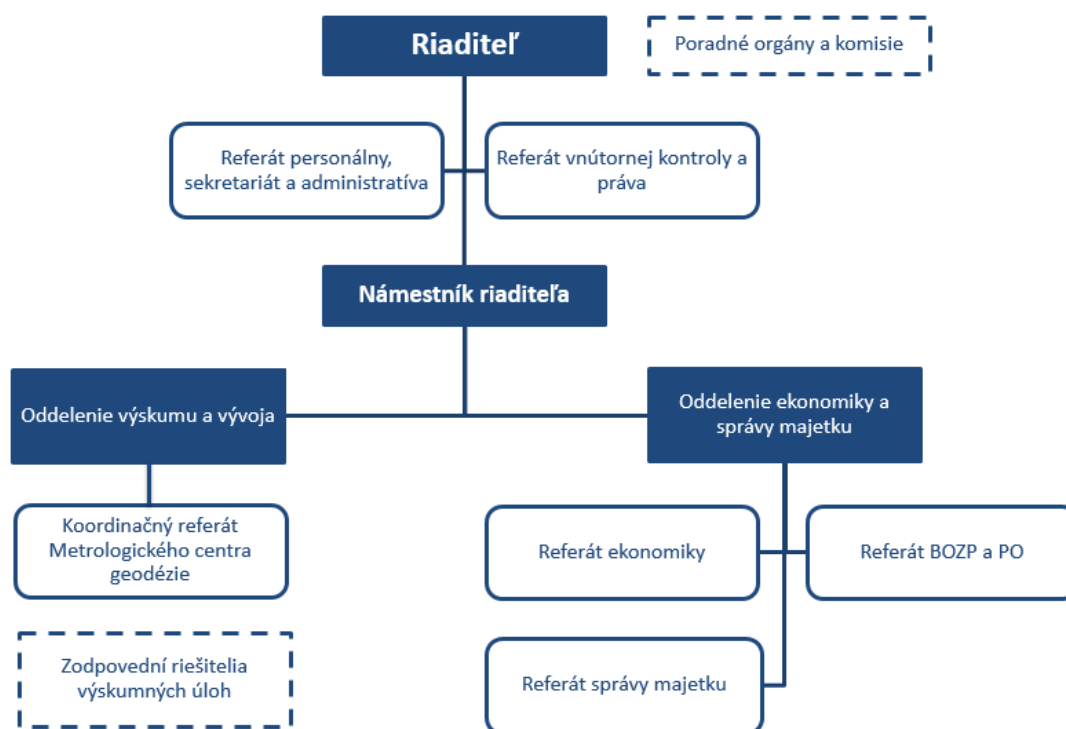 Riaditeľ
Poradné orgány a komisie
Referát personálny,
sekretariát a administratíva
Referát vnútornej kontroly a
práva
Námestník riaditeľa
Oddelenie výskumu a vývoja
Oddelenie ekonomiky a
správy majetku
Koordinačný referát
Metrologického centra
geodézie
Referát ekonomiky
Referát BOZP a PO
Zodpovední riešitelia
výskumných úloh
Referát správy majetku